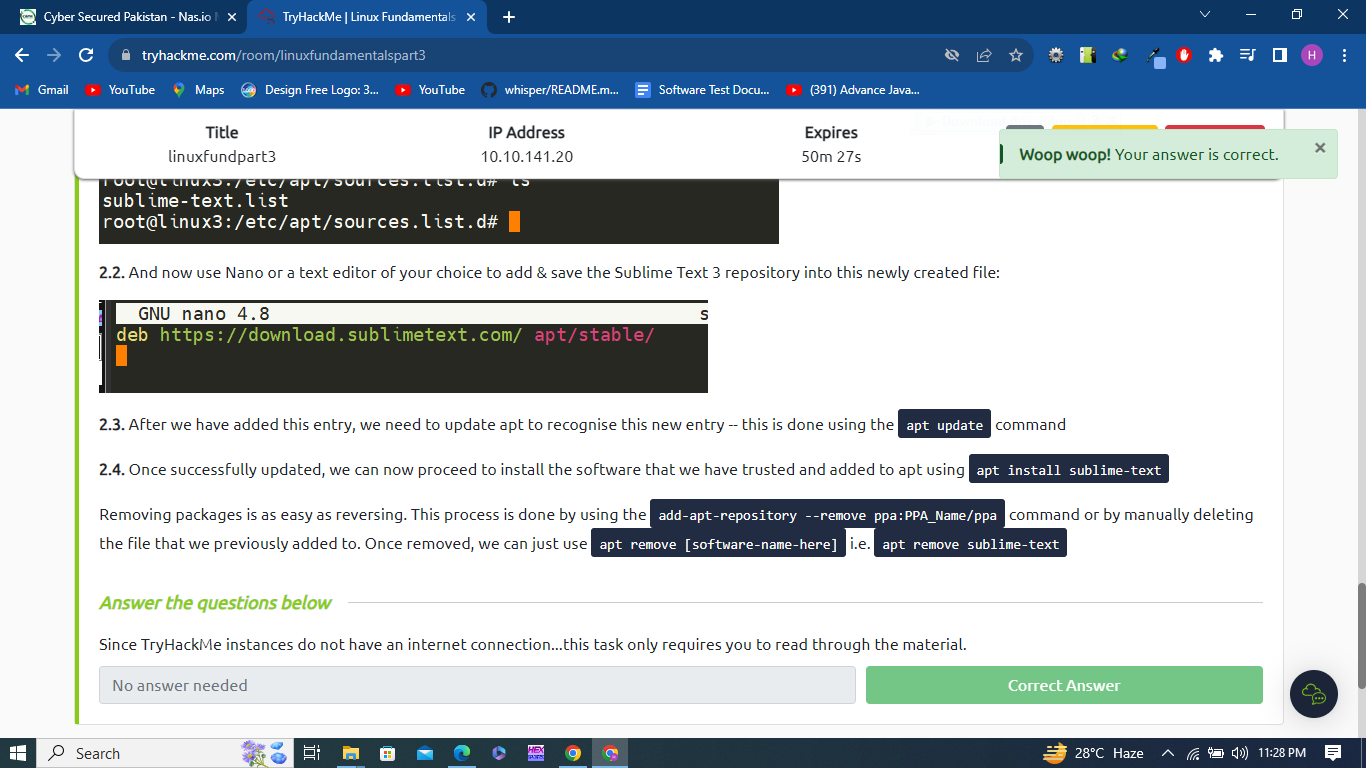 Cyber Secured Pakistan - Nas.io
TryHackMe | Linux Fundamentals
tryhackme.com/room/linuxfundamentalspart3
H
Gmail YouTube Maps Design Free Logo: 3... YouTube whisper/README.m... Software Test Docu... (391) Advance Java...
Title IP Address Expires
linuxfundpart3 10.10.141.20 50m 27s
Woop woop! Your answer is correct.
root@linux3:/etc/apt/sources.list.d# ls
sublime-text.list
root@linux3:/etc/apt/sources.list.d#
2.2. And now use Nano or a text editor of your choice to add & save the Sublime Text 3 repository into this newly created file:
GNU nano 4.8 s
deb https://download.sublimetext.com/ apt/stable/
2.3. After we have added this entry, we need to update apt to recognise this new entry -- this is done using the apt update command
2.4. Once successfully updated, we can now proceed to install the software that we have trusted and added to apt using apt install sublime-text
Removing packages is as easy as reversing. This process is done by using the add-apt-repository --remove ppa:PPA_Name/ppa command or by manually deleting
the file that we previously added to. Once removed, we can just use apt remove [software-name-here] i.e. apt remove sublime-text
Answer the questions below
Since TryHackMe instances do not have an internet connection...this task only requires you to read through the material.
No answer needed Correct Answer
Search 28°C Haze 11:28 PM